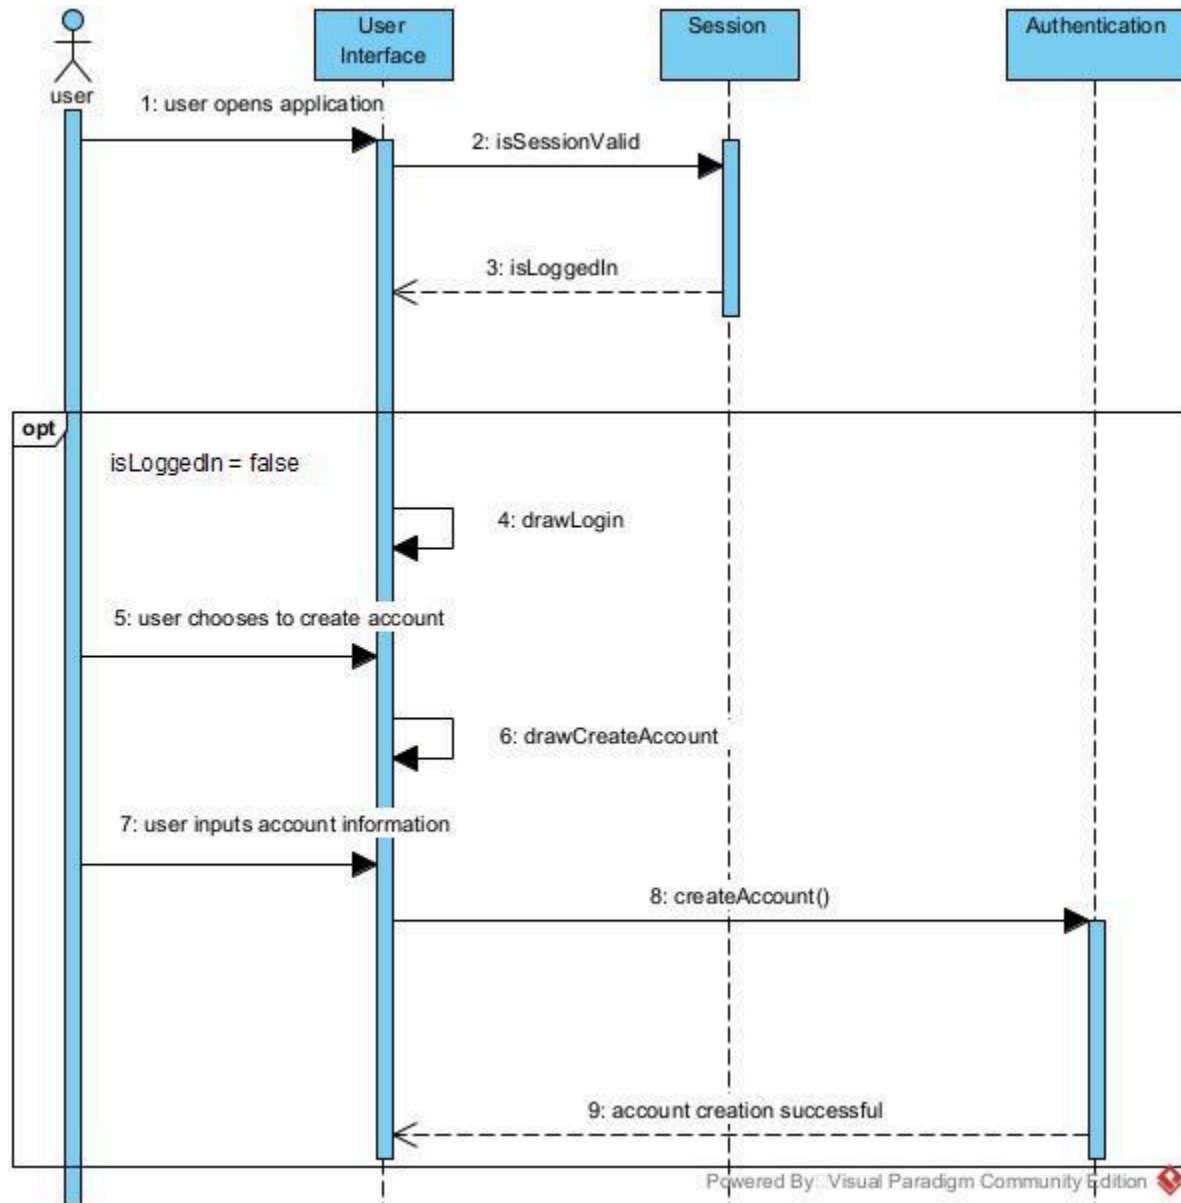 User
Interface
Session
Authentication
user
1: user opens application
2: isSessionValid
3: isLoggedIn
opt
isLoggedIn = false
4: drawLogin
5: user chooses to create account
6: drawCreateAccount
7: user inputs account information
8: createAccount()
9: account creation successful
Powered By: Visual Paradigm Community Edition